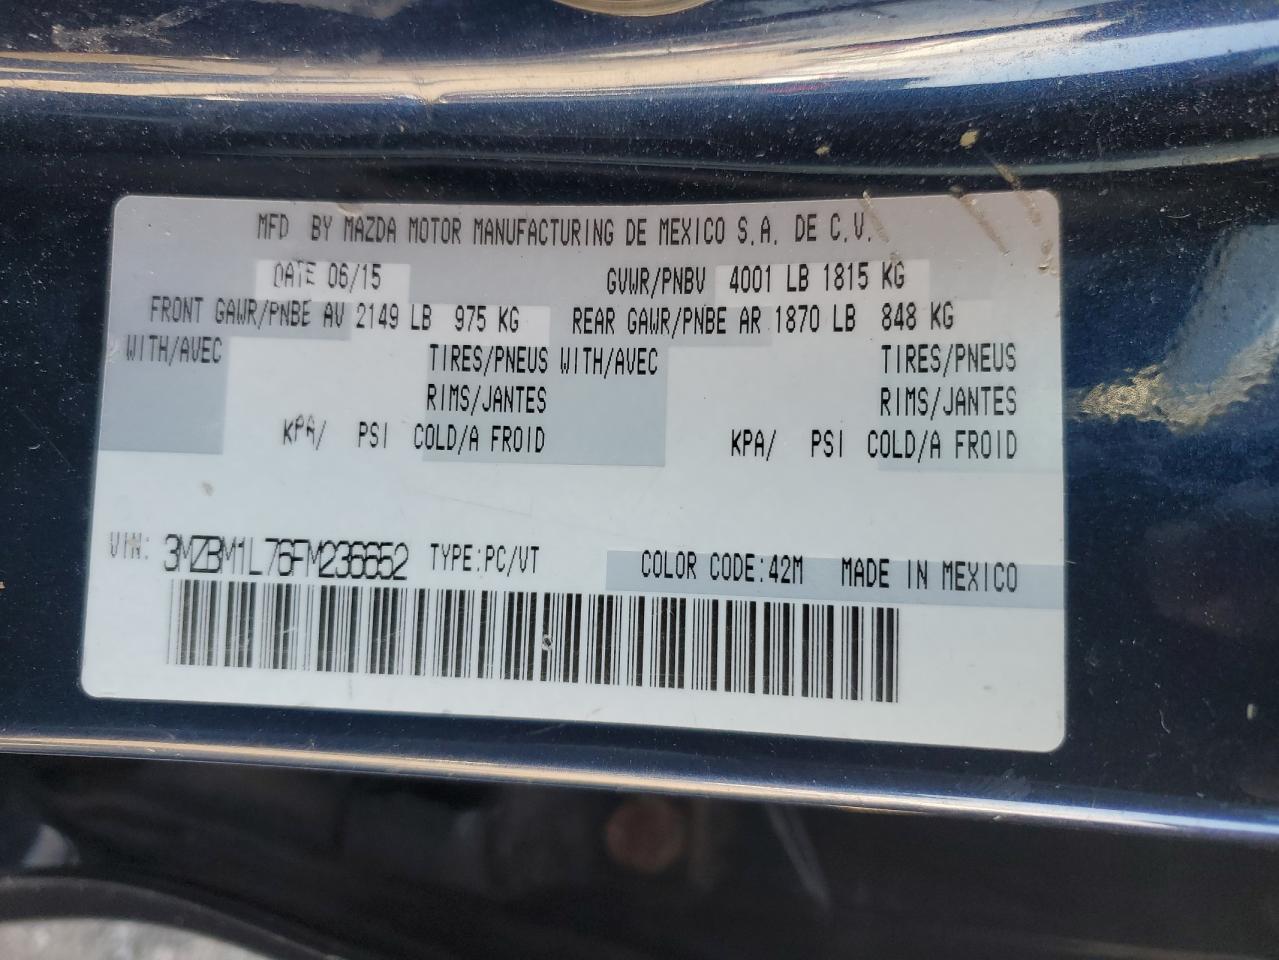 MFD BY MAZDA MOTOR MANUFACTURING DE MEXICO S.A. DE C.V.
DATE 06/15 GVWR/PNBV 4001 LB 1815 KG
FRONT GAWR/PNBE AV 2149 LB 975 KG REAR GAWR/PNBE AR 1870 LB 848 KG
WITH/AVEC TIRES/PNEUS WITH/AVEC TIRES/PNEUS
RIMS/JANTES RIMS/JANTES
KPA/ PSI COLD/A FROID KPA/ PSI COLD/A FROID
VIN: 3MZBM1L76FM236652 TYPE:PC/VT COLOR CODE:42M MADE IN MEXICO